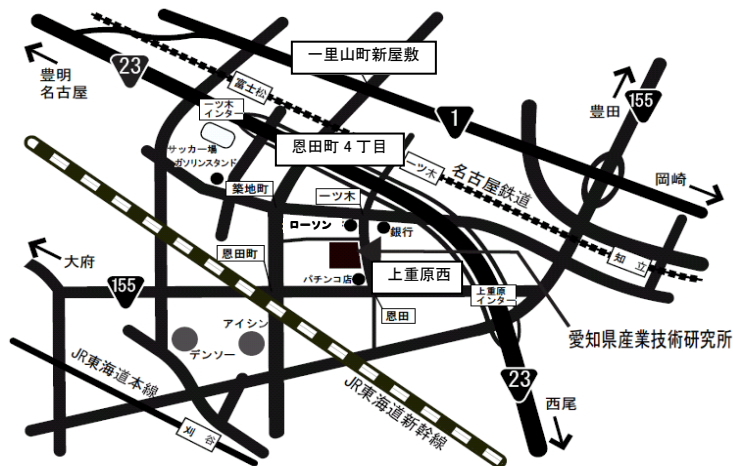 23
一里山町新屋敷
豊明
名古屋
富士松
155
豊田
一ツ木
インター
1
サッカー場
ガソリンスタンド
恩田町4丁目
一ツ木
名古屋鉄道
岡崎
築地町
一ツ木
ローソン
銀行
大府
恩田町
知立
パチンコ店
上重原西
155
上重原
インター
恩田
アイシン
デンソー
愛知県産業技術研究所
JR東海道本線
JR東海道新幹線
23
西尾
刈谷